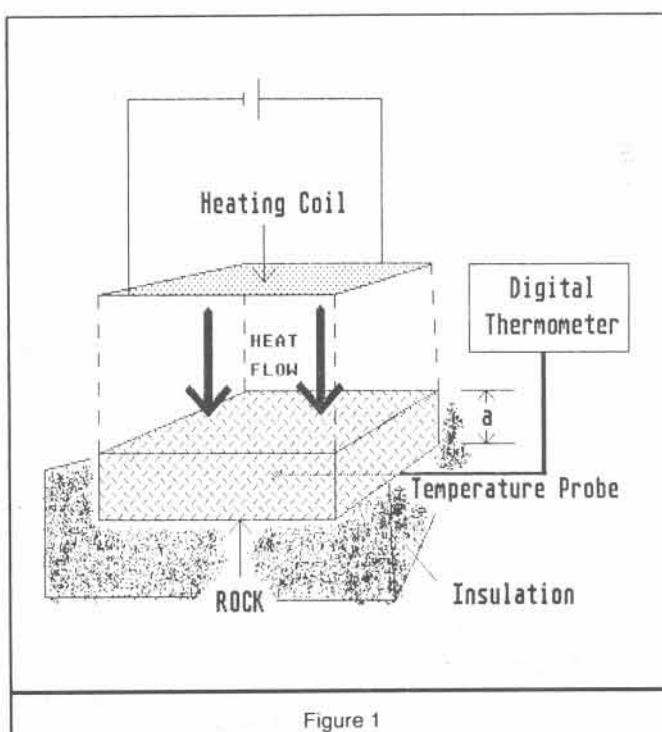 Heating Coil
Digital
Thermometer
HEAT
FLOW
a
Temperature Probe
ROCK
Insulation
Figure 1